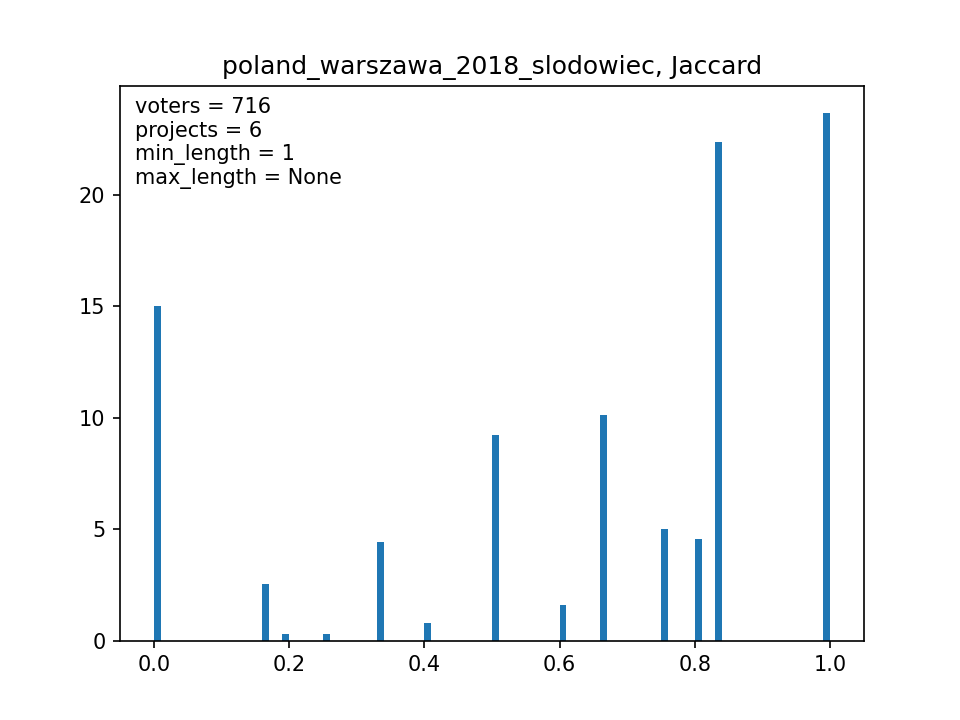 poland_warszawa_2018_slodowiec, Jaccard
voters = 716
projects = 6
min_length = 1
max_length = None
20
15
10
5
0
0.0 0.2 0.4 0.6 0.8 1.0